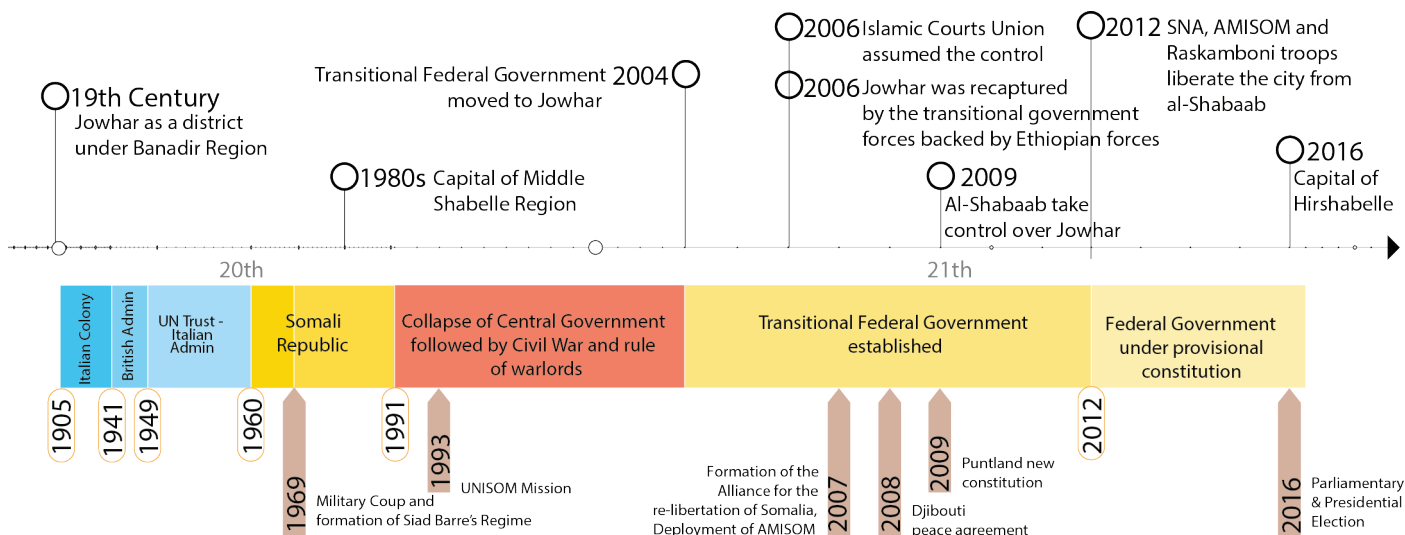 19th Century
Jowhar as a district
under Banadir Region
1980s Capital of Middle
Shabelle Region
Transitional Federal Government 2004
moved to Jowhar
2006 Islamic Courts Union
assumed the control
2006 Jowhar was recaptured
by the transitional government
forces backed by Ethiopian forces
2009
Al-Shabaab take
control over Jowhar
2012 SNA, AMISOM and
Raskamboni troops
liberate the city from
al-Shabaab
2016
Capital of
Hirshabelle
20th
21th
Italian Colony
British Admin
UN Trust -
Italian
Admin
Somali
Republic
Collapse of Central Government
followed by Civil War and rule
of warlords
Transitional Federal Government
established
Federal Government
under provisional
constitution
1905
1941
1949
1960
1991
2012
1969
Military Coup and
formation of Siad Barre's Regime
1993
UNISOM Mission
Formation of the
Alliance for the
re-libertation of Somalia,
Deployment of AMISOM
2007
2008
Djibouti
peace agreement
2009
Puntland new
constitution
2016
Parliamentary
& Presidential
Election